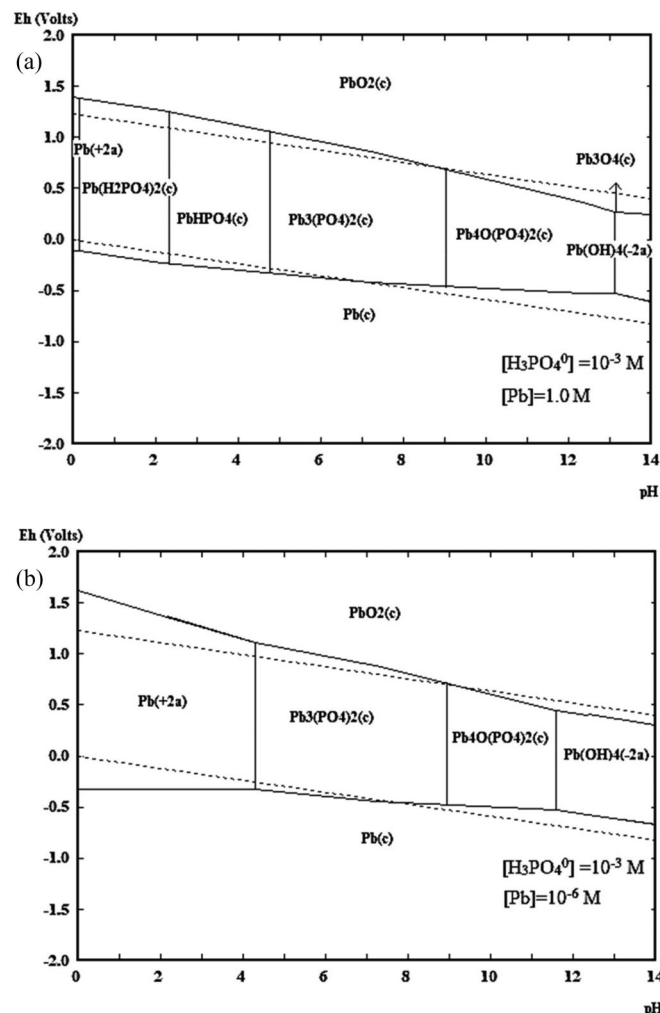 Eh (Volts)
(a)
2.0
1.5
1.0
0.5
0.0
-0.5
-1.0
-1.5
-2.0
PbO2(c)
Pb(+2a)
Pb(H2PO4)2(c)
PbHPO4(c)
Pb3(PO4)2(c)
Pb4O(PO4)2(c)
Pb3O4(c)
Pb(OH)4(-2a)
Pb(c)
[H₃PO₄⁰] =10⁻³ M
[Pb]=1.0 M
0 2 4 6 8 10 12 14
pH
Eh (Volts)
(b)
2.0
1.5
1.0
0.5
0.0
-0.5
-1.0
-1.5
-2.0
PbO2(c)
Pb(+2a)
Pb3(PO4)2(c)
Pb4O(PO4)2(c)
Pb(OH)4(-2a)
Pb(c)
[H₃PO₄⁰] =10⁻³ M
[Pb]=10⁻⁶ M
0 2 4 6 8 10 12 14
pH